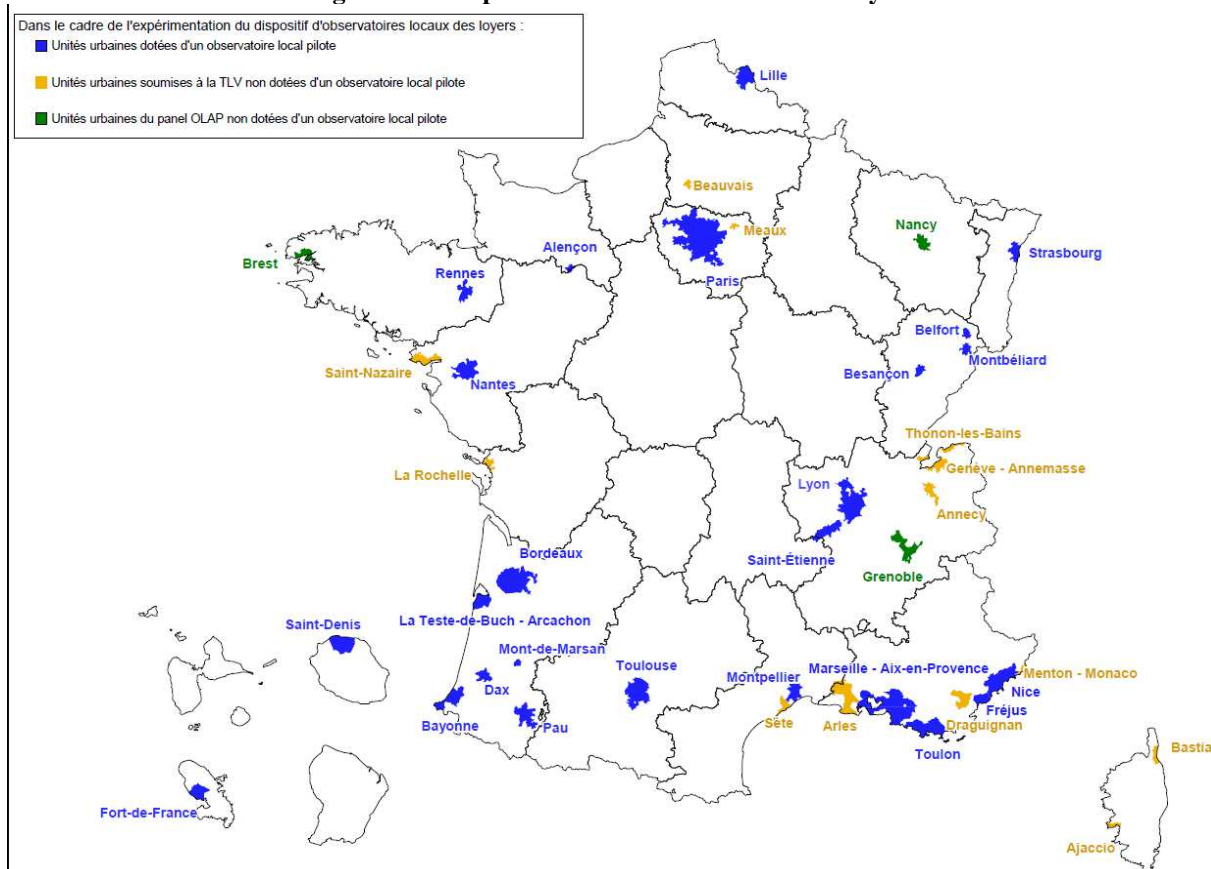 Dans le cadre de l'expérimentation du dispositif d'observatoires locaux des loyers :
Unités urbaines dotées d'un observatoire local pilote
Unités urbaines soumises à la TLV non dotées d'un observatoire local pilote
Unités urbaines du panel OLAP non dotées d'un observatoire local pilote
Lille
Beauvais
Meaux
Paris
Nancy
Strasbourg
Alençon
Brest
Rennes
Belfort
Montbéliard
Besançon
Saint-Nazaire
Nantes
Thonon-les-Bains
Genève - Annemasse
Annecy
La Rochelle
Lyon
Saint-Étienne
Grenoble
Bordeaux
La Teste-de-Buch - Arcachon
Saint-Denis
Mont-de-Marsan
Dax
Bayonne
Pau
Toulouse
Montpellier
Sète
Marseille - Aix-en-Provence
Arles
Menton - Monaco
Nice
Fréjus
Draguignan
Toulon
Bastia
Ajaccio
Fort-de-France